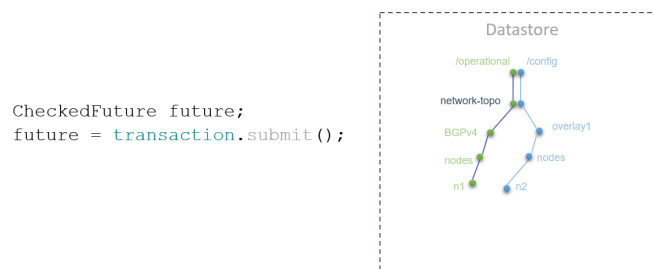 CheckedFuture future;
future = transaction.submit();
Datastore
/operational /config
network-topo
BGPv4 overlay1
nodes nodes
n1 n2